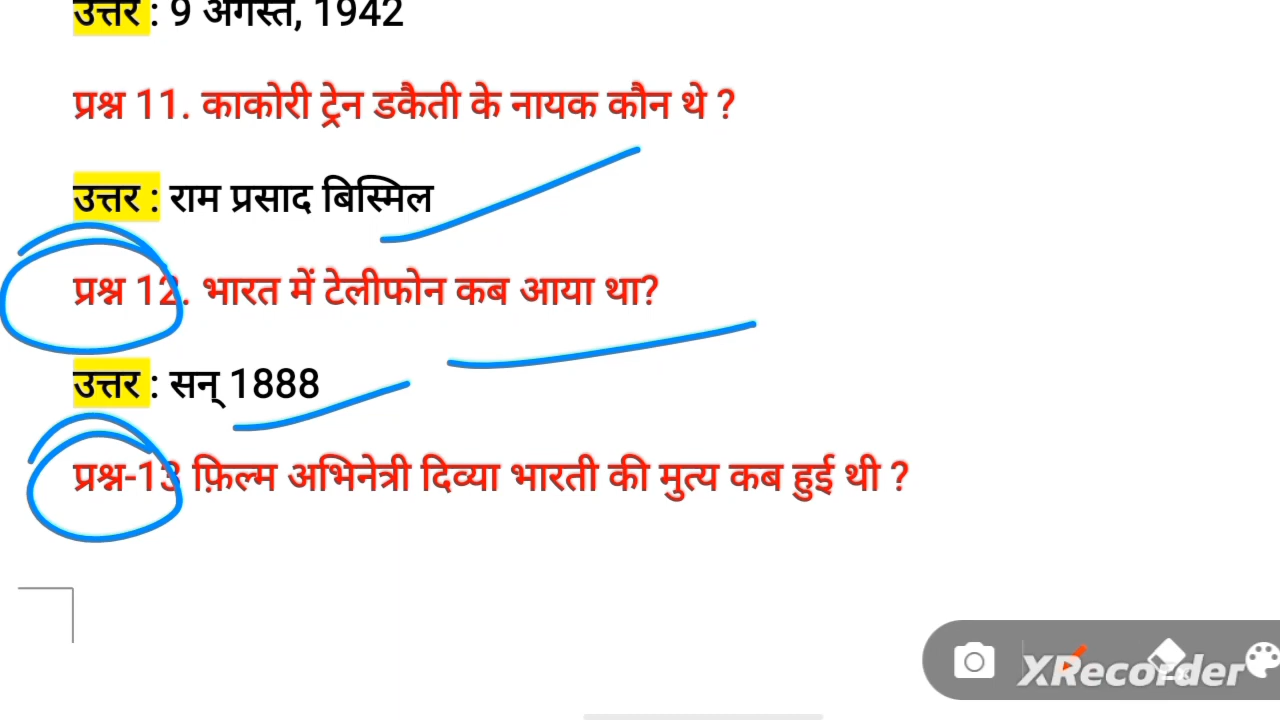 उत्तर : 9 अगस्त, 1942
प्रश्न 11. काकोरी ट्रेन डकैती के नायक कौन थे ?
उत्तर : राम प्रसाद बिस्मिल
प्रश्न 12. भारत में टेलीफोन कब आया था?
उत्तर : सन् 1888
प्रश्न-13 फ़िल्म अभिनेत्री दिव्या भारती की मुत्य कब हुई थी ?
XRecorder